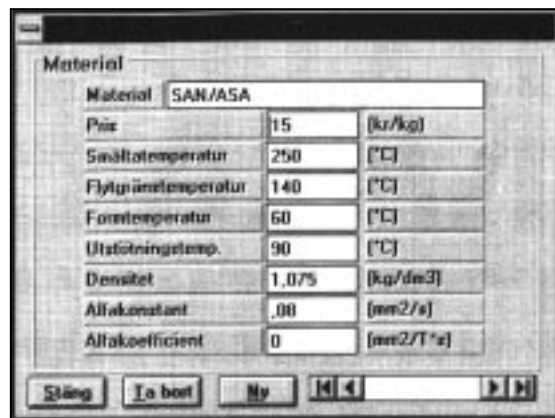 Material
Material SAN/ASA
Pris 15 (kr/kg)
Smältatemperatur 250 (°C)
Flytgränstemperatur 140 (°C)
Formtemperatur 60 (°C)
Utstötningstemp. 90 (°C)
Densitet 1,075 (kg/dm3)
Alfakonstant ,08 (mm2/s)
Alfakoefficient 0 (mm2/T*s)
Stäng Ta bort Ny